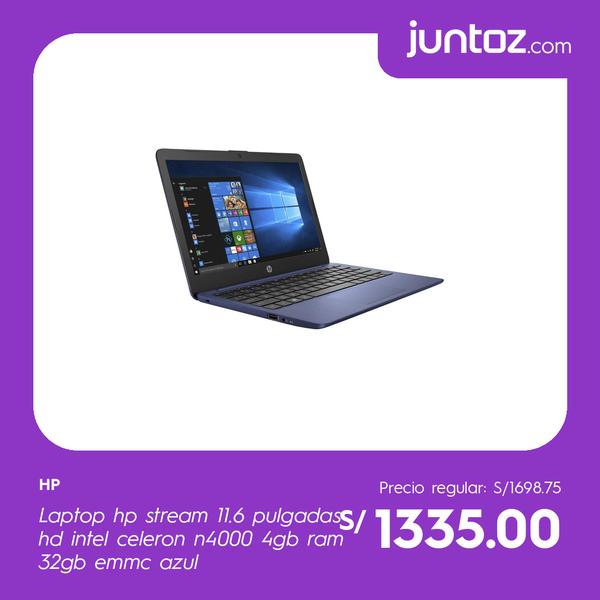 juntoz.com
HP
Laptop hp stream 11.6 pulgadas
hd intel celeron n4000 4gb ram
32gb emmc azul
Precio regular: S/1698.75
S/ 1335.00